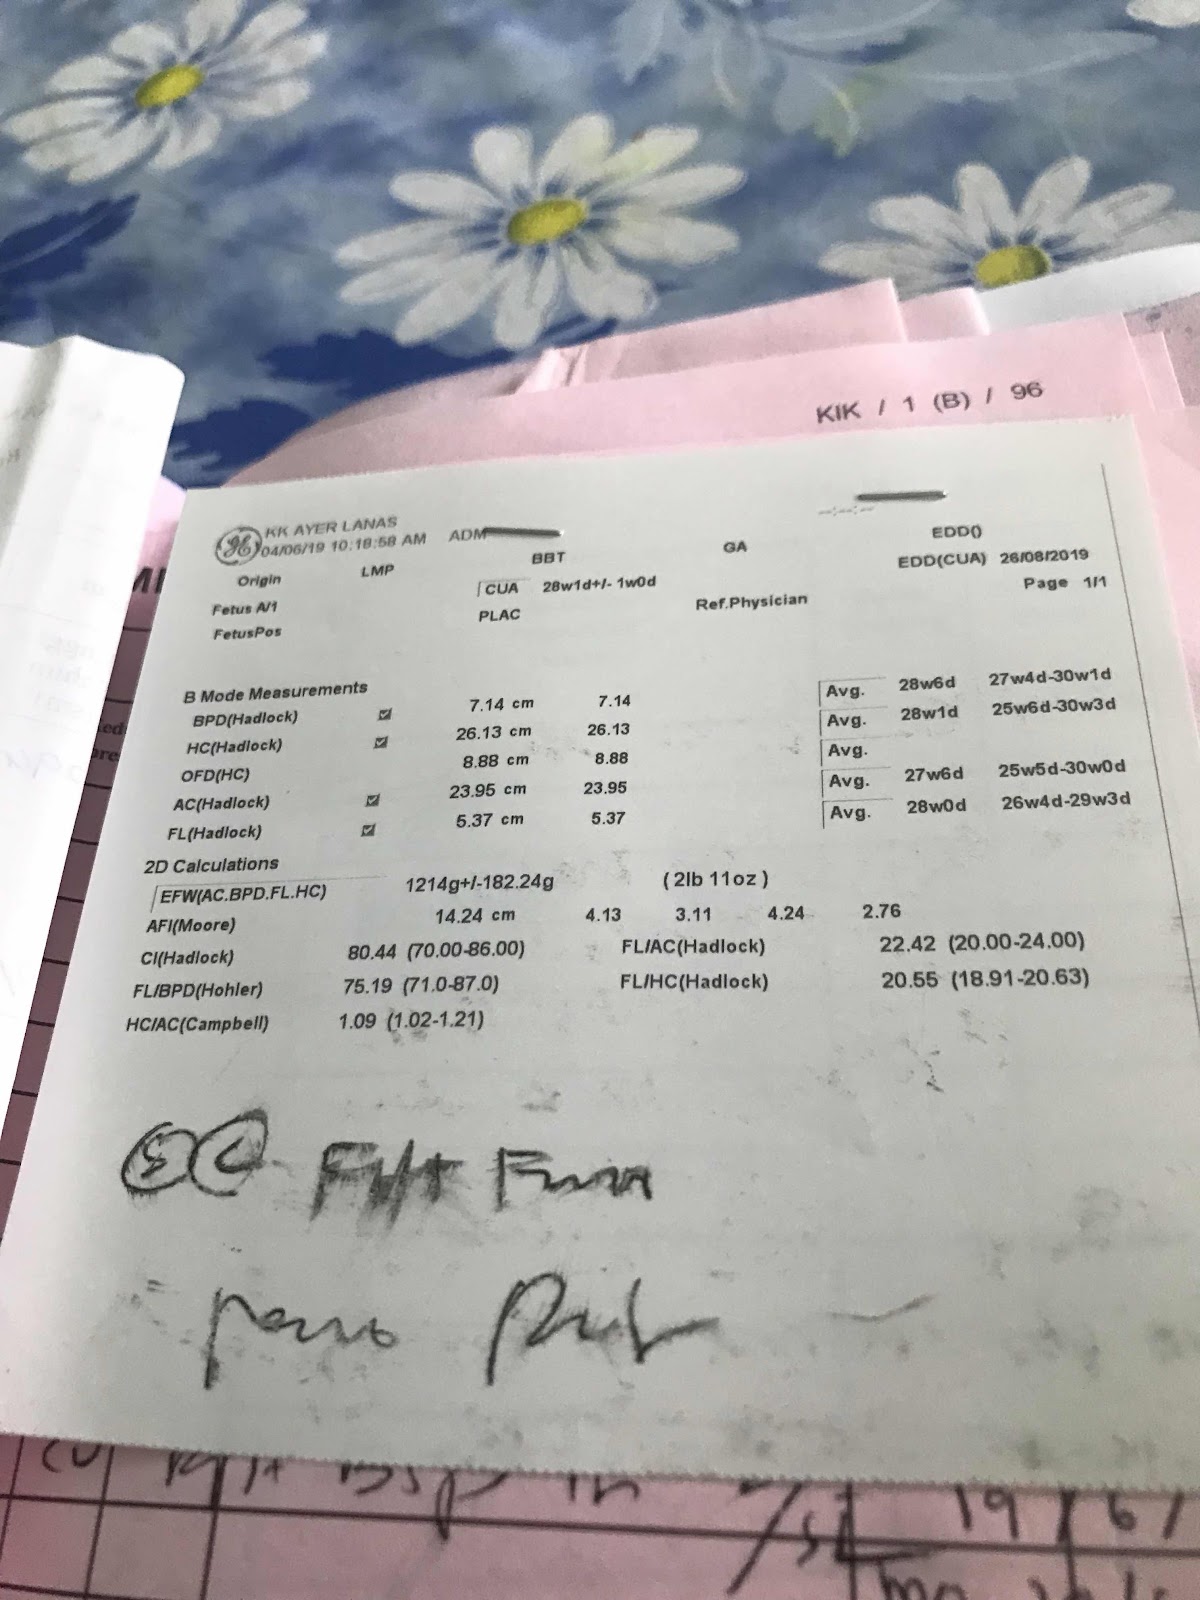 KIK / 1 (B) / 96
GE KK AYER LANAS
04/06/19 10:18:58 AM ADM
--:--:--
Origin LMP BBT GA EDD()
CUA 28w1d+/- 1w0d EDD(CUA) 26/08/2019
Fetus A/1 PLAC Ref.Physician Page 1/1
FetusPos
B Mode Measurements
BPD(Hadlock) 7.14 cm 7.14 Avg. 28w6d 27w4d-30w1d
HC(Hadlock) 26.13 cm 26.13 Avg. 28w1d 25w6d-30w3d
OFD(HC) 8.88 cm 8.88 Avg.
AC(Hadlock) 23.95 cm 23.95 Avg. 27w6d 25w5d-30w0d
FL(Hadlock) 5.37 cm 5.37 Avg. 28w0d 26w4d-29w3d
2D Calculations
EFW(AC.BPD.FL.HC) 1214g+/-182.24g (2lb 11oz)
AFI(Moore) 14.24 cm 4.13 3.11 4.24 2.76
CI(Hadlock) 80.44 (70.00-86.00) FL/AC(Hadlock) 22.42 (20.00-24.00)
FL/BPD(Hohler) 75.19 (71.0-87.0) FL/HC(Hadlock) 20.55 (18.91-20.63)
HC/AC(Campbell) 1.09 (1.02-1.21)